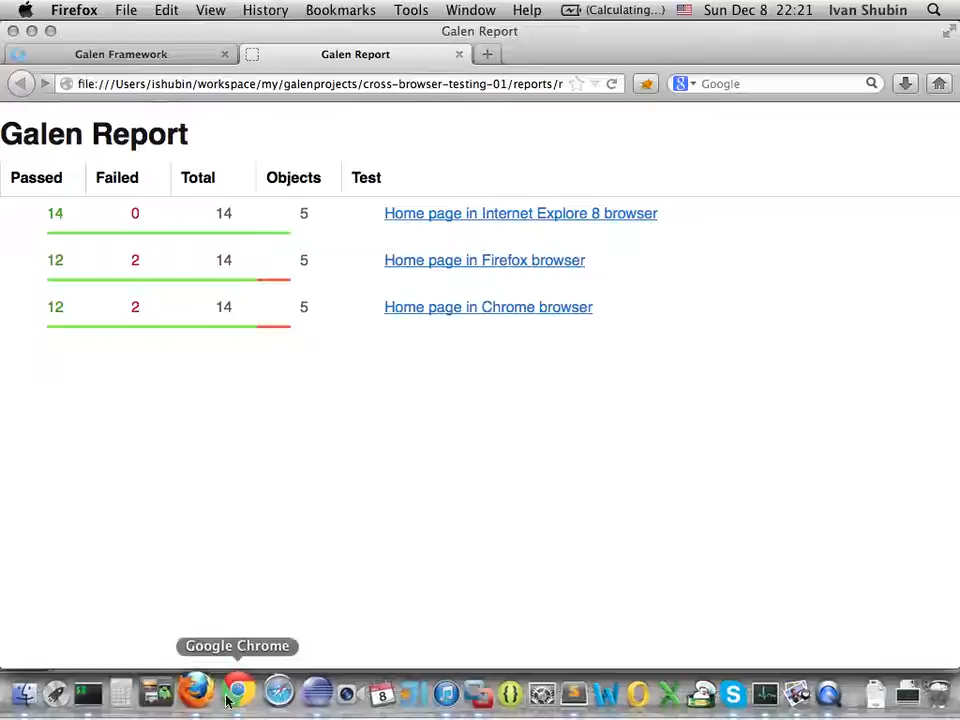 Firefox File Edit View History Bookmarks Tools Window Help (Calculating...) Sun Dec 8 22:21 Ivan Shubin
Galen Report
Galen Framework Galen Report
file:///Users/ishubin/workspace/my/galenprojects/cross-browser-testing-01/reports/r Google
Galen Report
Passed Failed Total Objects Test
14 0 14 5 Home page in Internet Explore 8 browser
12 2 14 5 Home page in Firefox browser
12 2 14 5 Home page in Chrome browser
Google Chrome